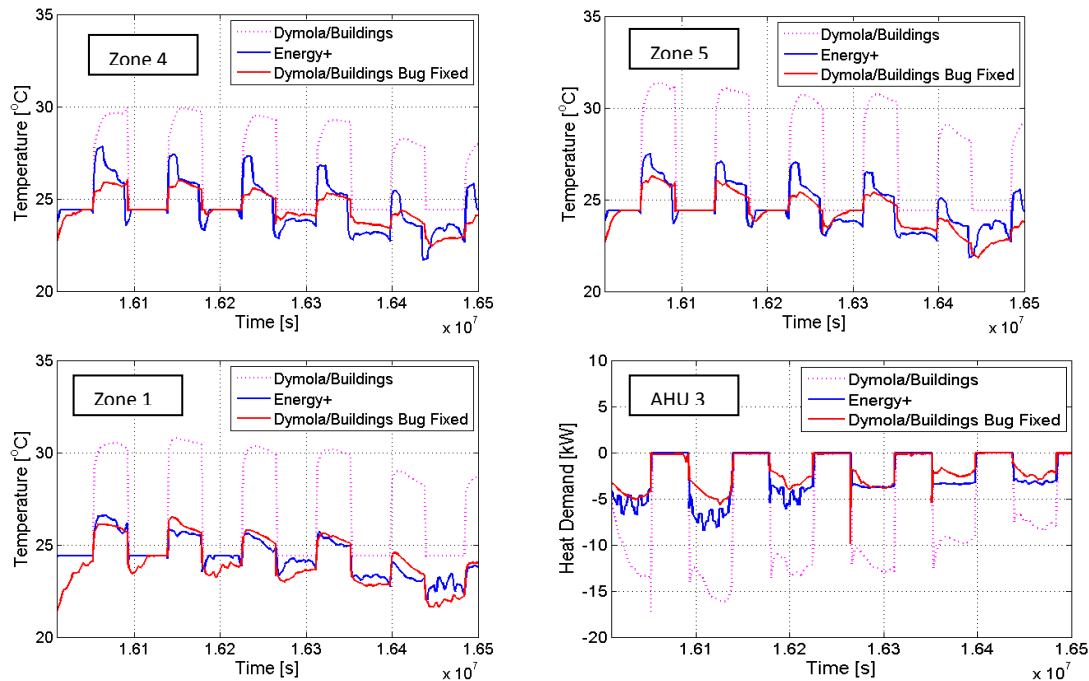 Zone 4
Dymola/Buildings
Energy+
Dymola/Buildings Bug Fixed
Temperature [°C]
35
30
25
20
1.61 1.62 1.63 1.64 1.65
Time [s]
x 10^7
Zone 5
Dymola/Buildings
Energy+
Dymola/Buildings Bug Fixed
Temperature [°C]
35
30
25
20
1.61 1.62 1.63 1.64 1.65
Time [s]
x 10^7
Zone 1
Dymola/Buildings
Energy+
Dymola/Buildings Bug Fixed
Temperature [°C]
35
30
25
20
1.61 1.62 1.63 1.64 1.65
Time [s]
x 10^7
AHU 3
Dymola/Buildings
Energy+
Dymola/Buildings Bug Fixed
Heat Demand [kW]
10
5
0
-5
-10
-15
-20
1.61 1.62 1.63 1.64 1.65
Time [s]
x 10^7